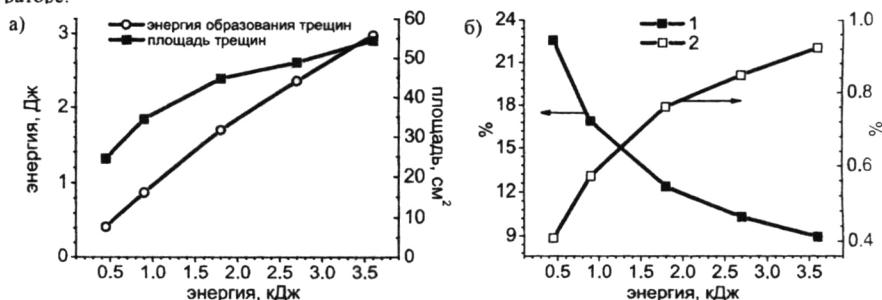 раторе.
а)
энергия образования трещин
площадь трещин
энергия, Дж
3
2
1
0
60
50
40
30
20
10
0
площадь, см²
0.5 1.0 1.5 2.0 2.5 3.0 3.5
энергия, кДж
б)
1
2
%
24
21
18
15
12
9
1.0
0.8
0.6
0.4
%
0.5 1.0 1.5 2.0 2.5 3.0 3.5
энергия, кДж